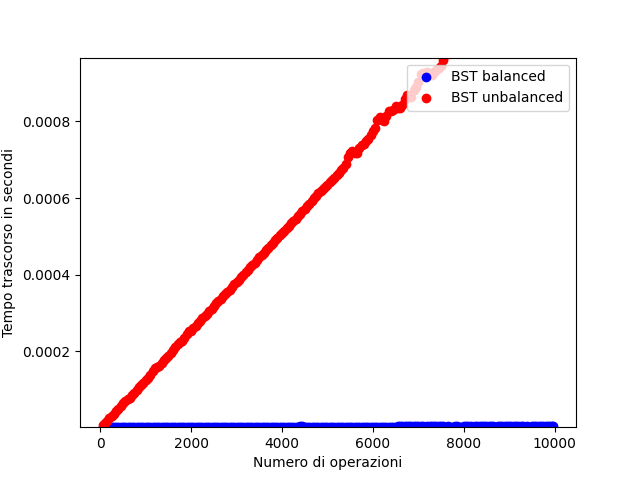 BST balanced
BST unbalanced
0.0008
0.0006
0.0004
0.0002
Tempo trascorso in secondi
0 2000 4000 6000 8000 10000
Numero di operazioni